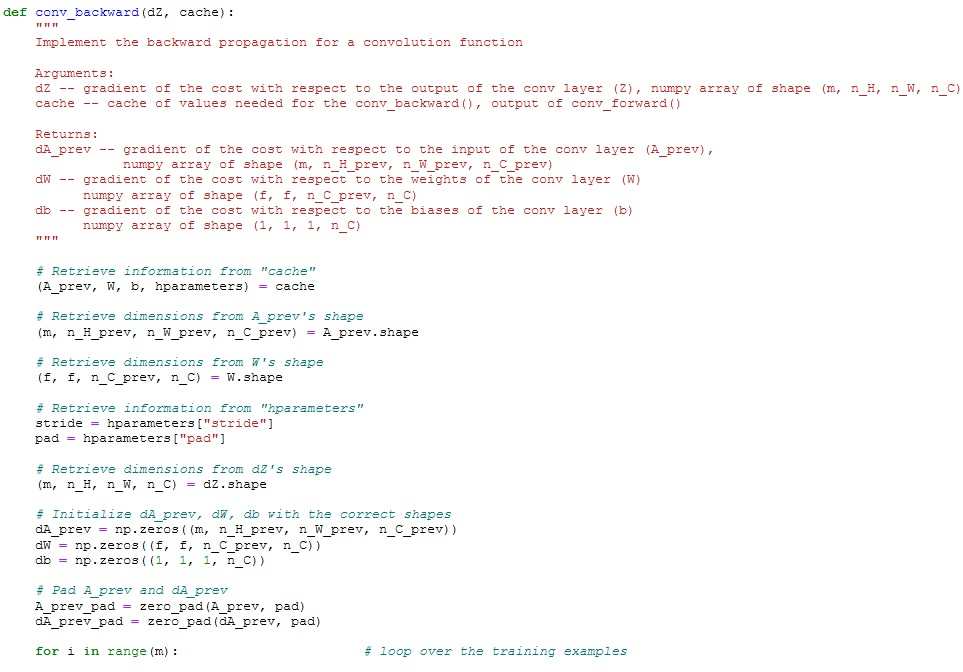 def conv_backward(dZ, cache):
    """
    Implement the backward propagation for a convolution function

    Arguments:
    dZ -- gradient of the cost with respect to the output of the conv layer (Z), numpy array of shape (m, n_H, n_W, n_C)
    cache -- cache of values needed for the conv_backward(), output of conv_forward()

    Returns:
    dA_prev -- gradient of the cost with respect to the input of the conv layer (A_prev),
               numpy array of shape (m, n_H_prev, n_W_prev, n_C_prev)
    dW -- gradient of the cost with respect to the weights of the conv layer (W)
          numpy array of shape (f, f, n_C_prev, n_C)
    db -- gradient of the cost with respect to the biases of the conv layer (b)
          numpy array of shape (1, 1, 1, n_C)
    """

    # Retrieve information from "cache"
    (A_prev, W, b, hparameters) = cache

    # Retrieve dimensions from A_prev's shape
    (m, n_H_prev, n_W_prev, n_C_prev) = A_prev.shape

    # Retrieve dimensions from W's shape
    (f, f, n_C_prev, n_C) = W.shape

    # Retrieve information from "hparameters"
    stride = hparameters["stride"]
    pad = hparameters["pad"]

    # Retrieve dimensions from dZ's shape
    (m, n_H, n_W, n_C) = dZ.shape

    # Initialize dA_prev, dW, db with the correct shapes
    dA_prev = np.zeros((m, n_H_prev, n_W_prev, n_C_prev))
    dW = np.zeros((f, f, n_C_prev, n_C))
    db = np.zeros((1, 1, 1, n_C))

    # Pad A_prev and dA_prev
    A_prev_pad = zero_pad(A_prev, pad)
    dA_prev_pad = zero_pad(dA_prev, pad)

    for i in range(m):                       # loop over the training examples